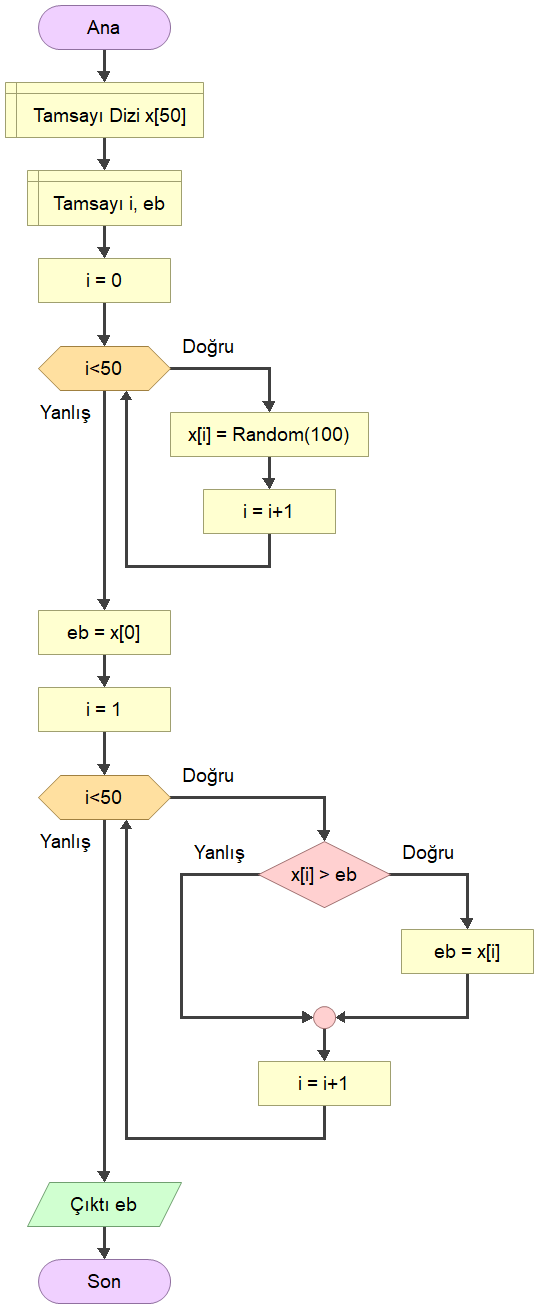 Ana
Tamsayı Dizi x[50]
Tamsayı i, eb
i = 0
i<50
Doğru
Yanlış
x[i] = Random(100)
i = i+1
eb = x[0]
i = 1
i<50
Doğru
Yanlış
Yanlış
x[i] > eb
Doğru
eb = x[i]
i = i+1
Çıktı eb
Son